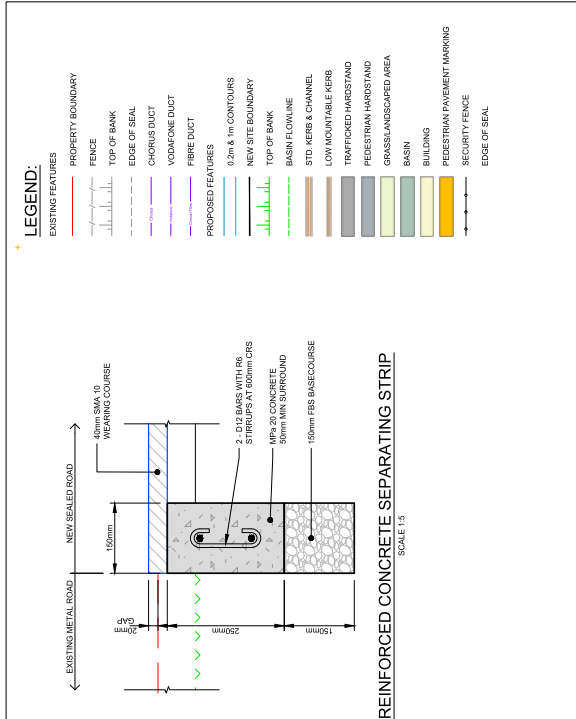 LEGEND:
EXISTING FEATURES
PROPERTY BOUNDARY
FENCE
TOP OF BANK
EDGE OF SEAL
Chorus
CHORUS DUCT
Vodafone
VODAFONE DUCT
Chorus Fibre
FIBRE DUCT
PROPOSED FEATURES
0.2m & 1m CONTOURS
NEW SITE BOUNDARY
TOP OF BANK
BASIN FLOWLINE
STD. KERB & CHANNEL
LOW MOUNTABLE KERB
TRAFFICKED HARDSTAND
PEDESTRIAN HARDSTAND
GRASS/LANDSCAPED AREA
BASIN
BUILDING
PEDESTRIAN PAVEMENT MARKING
SECURITY FENCE
EDGE OF SEAL
EXISTING METAL ROAD
NEW SEALED ROAD
150mm
40mm SMA 10
WEARING COURSE
20mm
GAP
250mm
150mm
2 - D12 BARS WITH R6
STIRRUPS AT 600mm CRS
MPa 20 CONCRETE
50mm MIN SURROUND
150mm FBS BASECOURSE
REINFORCED CONCRETE SEPARATING STRIP
SCALE 1:5